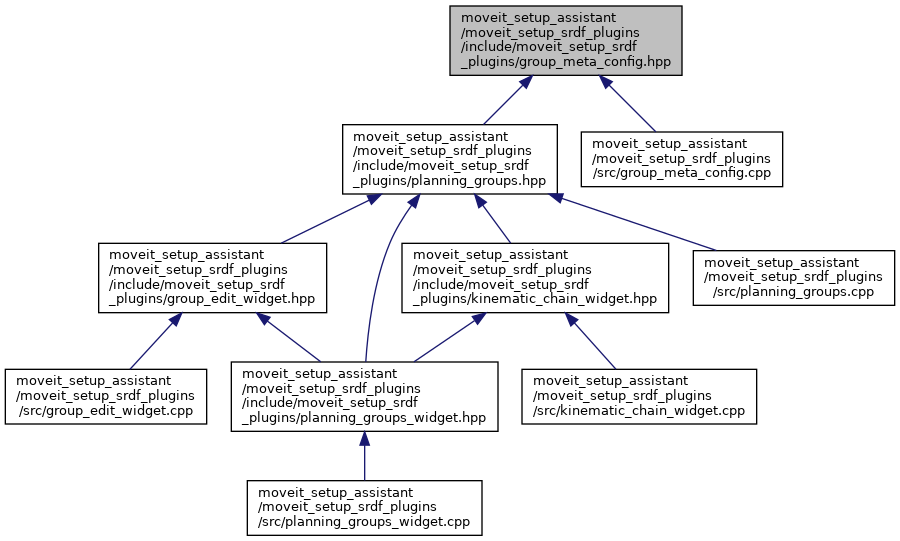 moveit_setup_assistant
/moveit_setup_srdf_plugins
/include/moveit_setup_srdf
_plugins/group_meta_config.hpp
moveit_setup_assistant
/moveit_setup_srdf_plugins
/include/moveit_setup_srdf
_plugins/planning_groups.hpp
moveit_setup_assistant
/moveit_setup_srdf_plugins
/src/group_meta_config.cpp
moveit_setup_assistant
/moveit_setup_srdf_plugins
/include/moveit_setup_srdf
_plugins/group_edit_widget.hpp
moveit_setup_assistant
/moveit_setup_srdf_plugins
/include/moveit_setup_srdf
_plugins/kinematic_chain_widget.hpp
moveit_setup_assistant
/moveit_setup_srdf_plugins
/src/planning_groups.cpp
moveit_setup_assistant
/moveit_setup_srdf_plugins
/src/group_edit_widget.cpp
moveit_setup_assistant
/moveit_setup_srdf_plugins
/include/moveit_setup_srdf
_plugins/planning_groups_widget.hpp
moveit_setup_assistant
/moveit_setup_srdf_plugins
/src/kinematic_chain_widget.cpp
moveit_setup_assistant
/moveit_setup_srdf_plugins
/src/planning_groups_widget.cpp